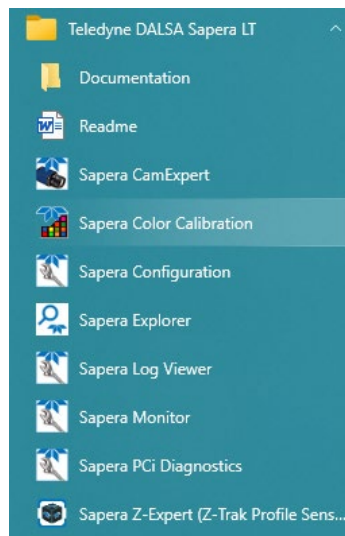 Teledyne DALSA Sapera LT
Documentation
Readme
Sapera CamExpert
Sapera Color Calibration
Sapera Configuration
Sapera Explorer
Sapera Log Viewer
Sapera Monitor
Sapera PCi Diagnostics
Sapera Z-Expert (Z-Trak Profile Sens...